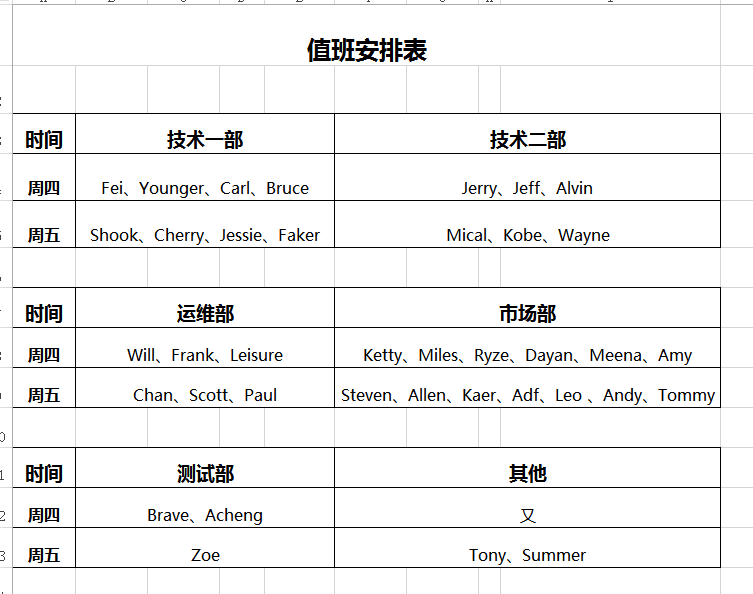 值班安排表
时间 技术一部 技术二部
周四 Fei、Younger、Carl、Bruce Jerry、Jeff、Alvin
周五 Shook、Cherry、Jessie、Faker Mical、Kobe、Wayne
时间 运维部 市场部
周四 Will、Frank、Leisure Ketty、Miles、Ryze、Dayan、Meena、Amy
周五 Chan、Scott、Paul Steven、Allen、Kaer、Adf、Leo 、Andy、Tommy
时间 测试部 其他
周四 Brave、Acheng 又
周五 Zoe Tony、Summer